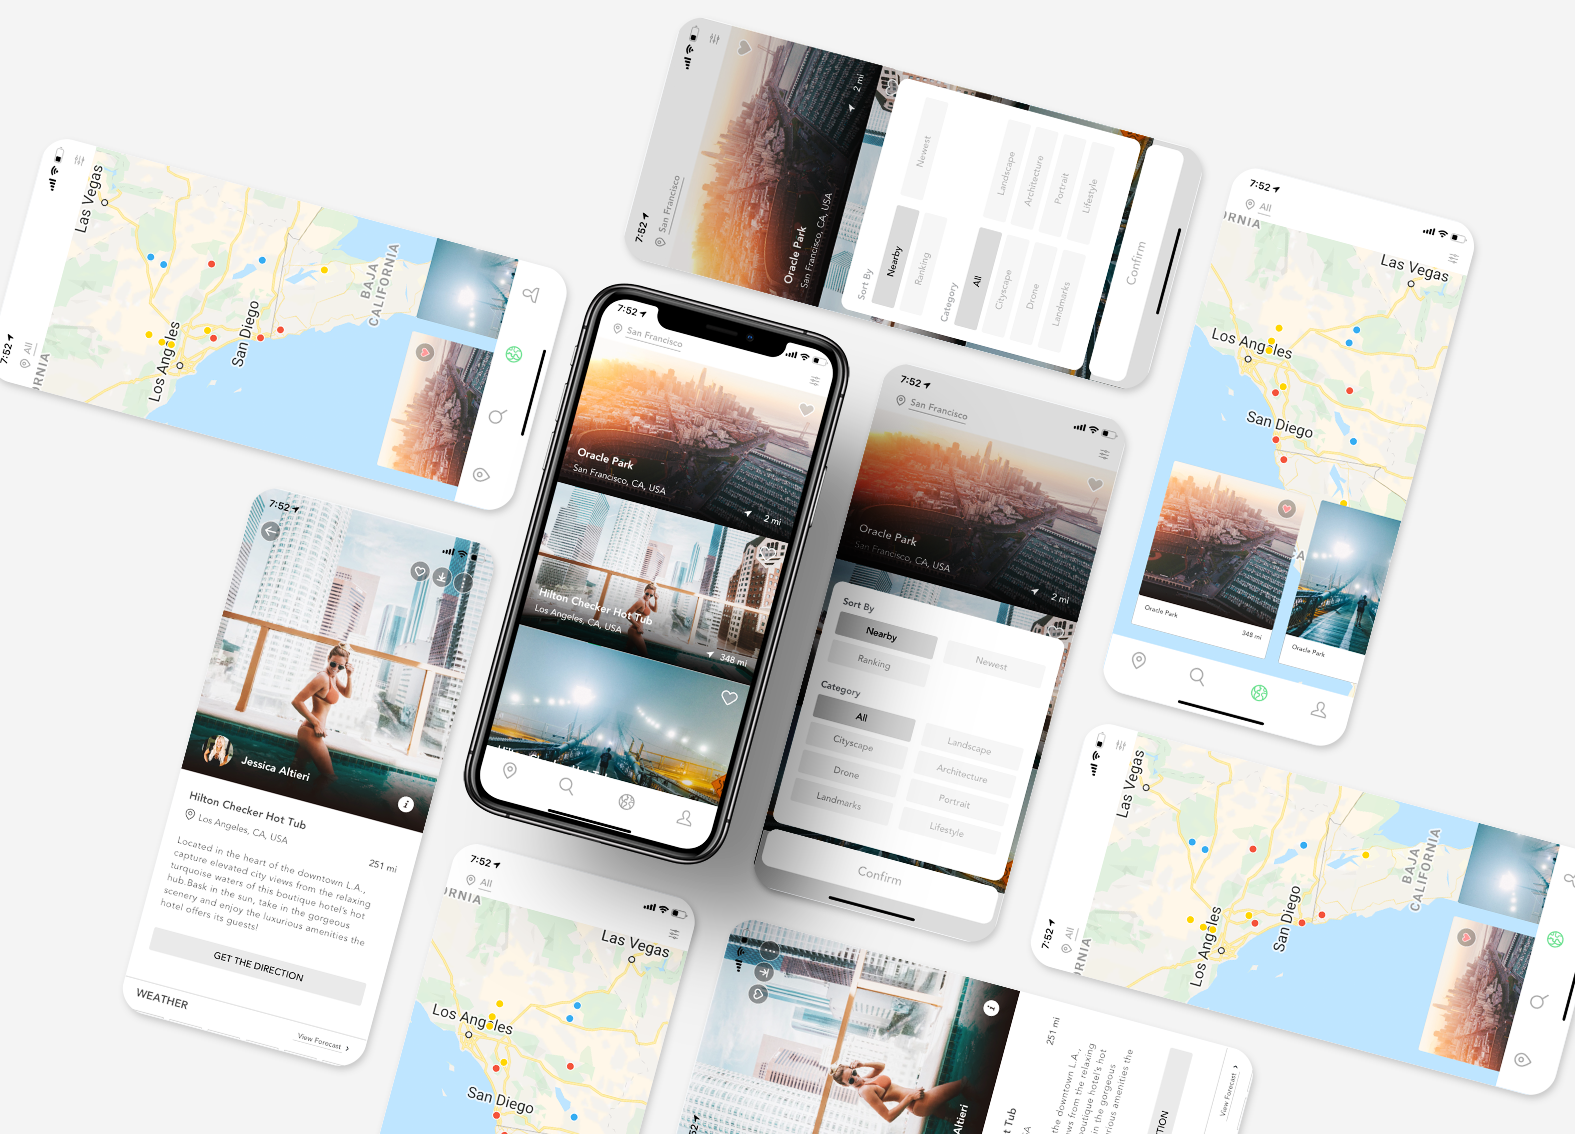 7:52
San Francisco
2 mi
Oracle Park
San Francisco, CA, USA
Sort By
Nearby
Newest
Ranking
Category
All
Landscape
Cityscape
Architecture
Drone
Portrait
Landmarks
Lifestyle
Confirm
7:52
All
RNIA
Las Vegas
Los Angeles
San Diego
BAJA
CALIFORNIA
7:52
All
ORNIA
Las Vegas
Los Angeles
San Diego
Oracle Park
348 mi
Oracle Park
7:52
San Francisco
Oracle Park
San Francisco, CA, USA
2 mi
Hilton Checker Hot Tub
Los Angeles, CA, USA
348 mi
7:52
San Francisco
Oracle Park
San Francisco, CA, USA
2 mi
Sort By
Nearby
Newest
Ranking
Category
All
Landscape
Cityscape
Architecture
Drone
Portrait
Landmarks
Lifestyle
Confirm
7:52
Jessica Altieri
Hilton Checker Hot Tub
Los Angeles, CA, USA
251 mi
Located in the heart of the downtown L.A.,
capture elevated city views from the relaxing
turquoise waters of this boutique hotel's hot
hub.Bask in the sun, take in the gorgeous
scenery and enjoy the luxurious amenities the
hotel offers its guests!
GET THE DIRECTION
WEATHER
View Forecast
7:52
All
ORNIA
Las Vegas
Los Angeles
San Diego
7:52
Altieri
t Tub
251 mi
the downtown L.A.,
ws from the relaxing
boutique hotel's hot
in the gorgeous
rious amenities the
TION
View Forecast
7:52
All
RNIA
Las Vegas
Los Angeles
San Diego
BAJA
CALIFORNIA